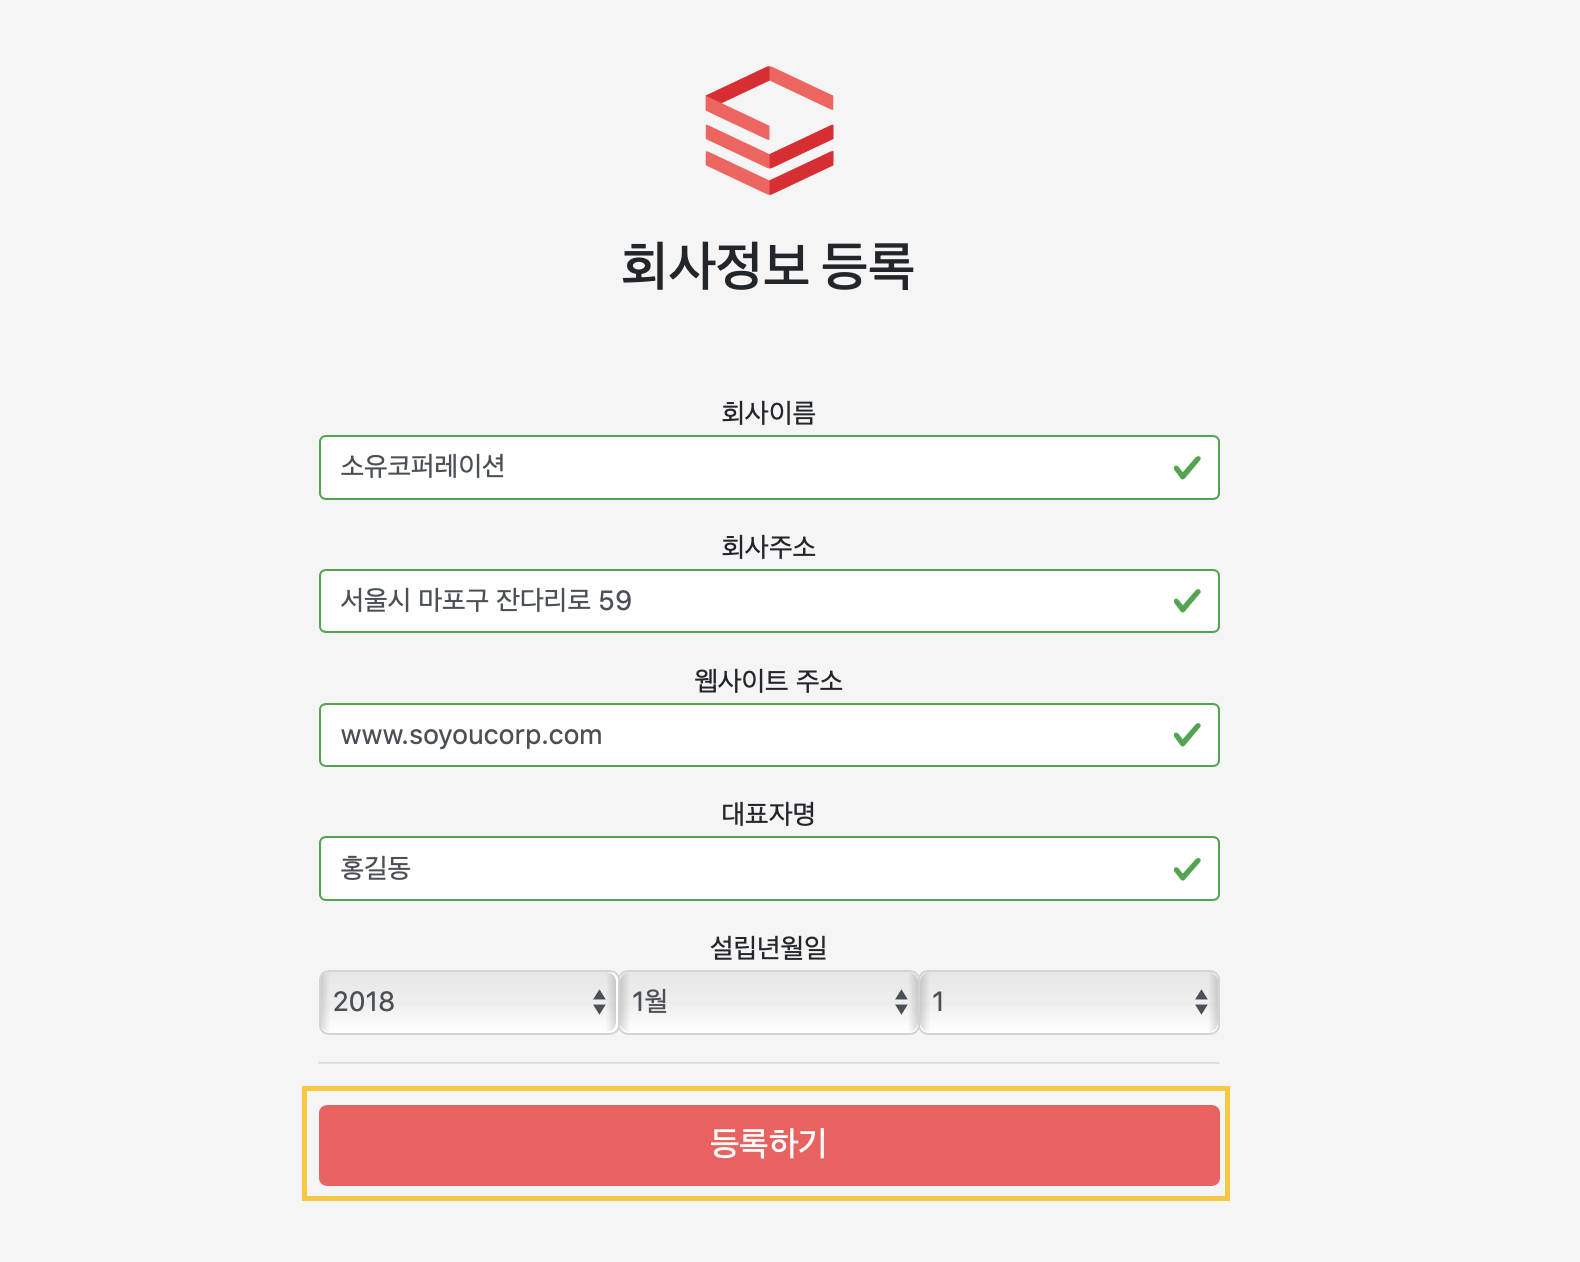 회사정보 등록
회사이름
소유코퍼레이션
회사주소
서울시 마포구 잔다리로 59
웹사이트 주소
www.soyoucorp.com
대표자명
홍길동
설립년월일
2018 1월 1
등록하기